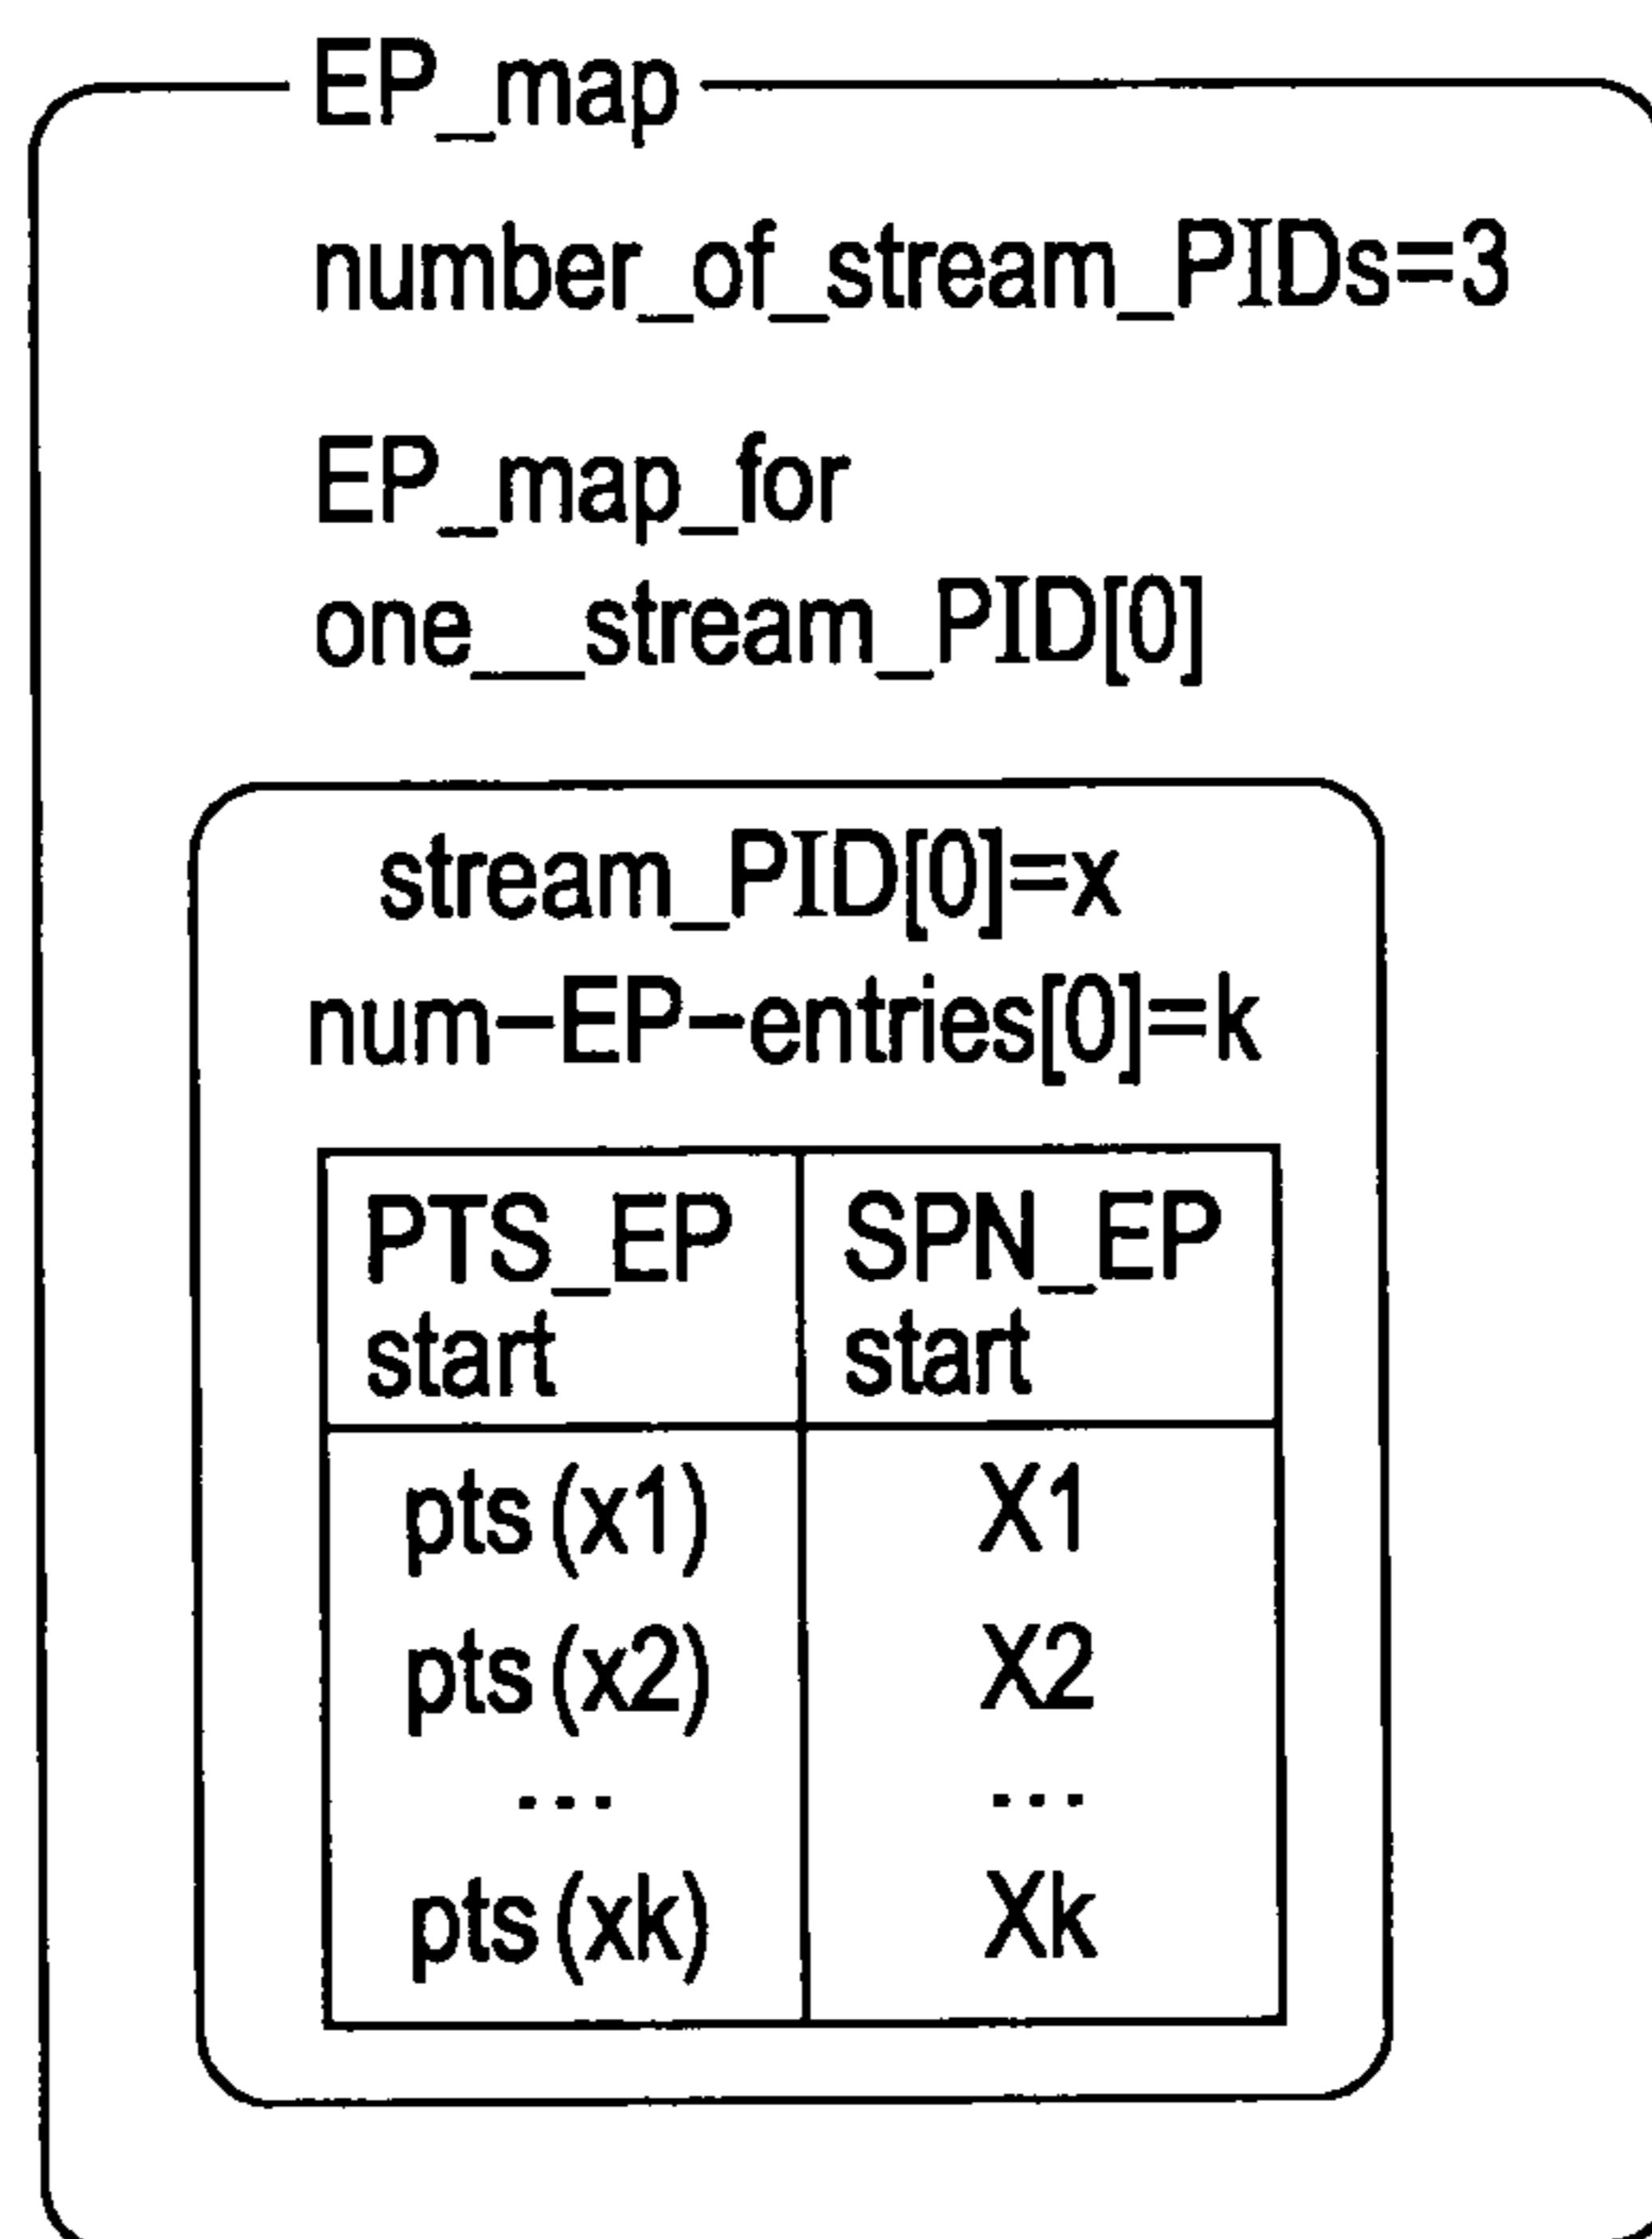 EP_map
number_of_stream_PIDs=3
EP_map_for
one__stream_PID[0]
stream_PID[0]=x
num-EP-entries[0]=k
PTS_EP SPN_EP
start start
pts(x1) X1
pts(x2) X2
... ...
pts(xk) Xk